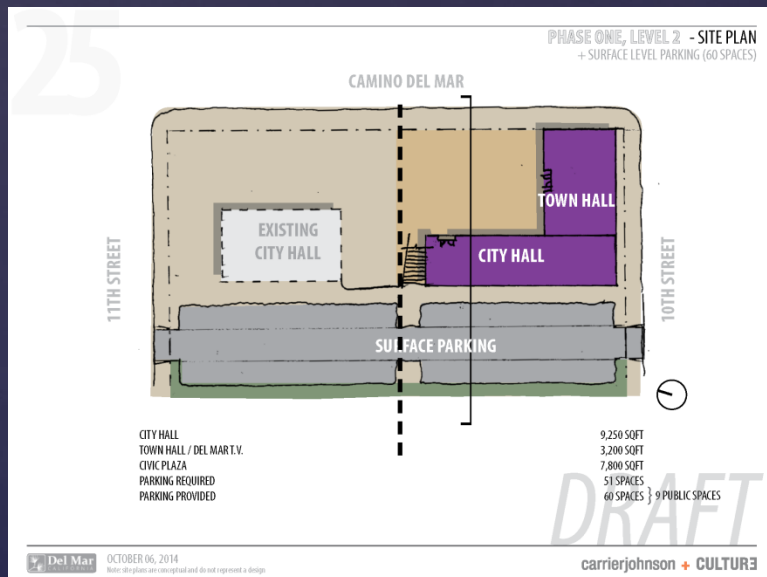 25
PHASE ONE, LEVEL 2 - SITE PLAN
+ SURFACE LEVEL PARKING (60 SPACES)
CAMINO DEL MAR
TOWN HALL
EXISTING
CITY HALL
CITY HALL
11TH STREET
10TH STREET
SURFACE PARKING
CITY HALL 9,250 SQFT
TOWN HALL / DEL MAR T.V. 3,200 SQFT
CIVIC PLAZA 7,800 SQFT
PARKING REQUIRED 51 SPACES
PARKING PROVIDED 60 SPACES } 9 PUBLIC SPACES
DRAFT
Del Mar
CALIFORNIA
OCTOBER 06, 2014
Note: site plans are conceptual and do not represent a design
carrierjohnson + CULTUR3